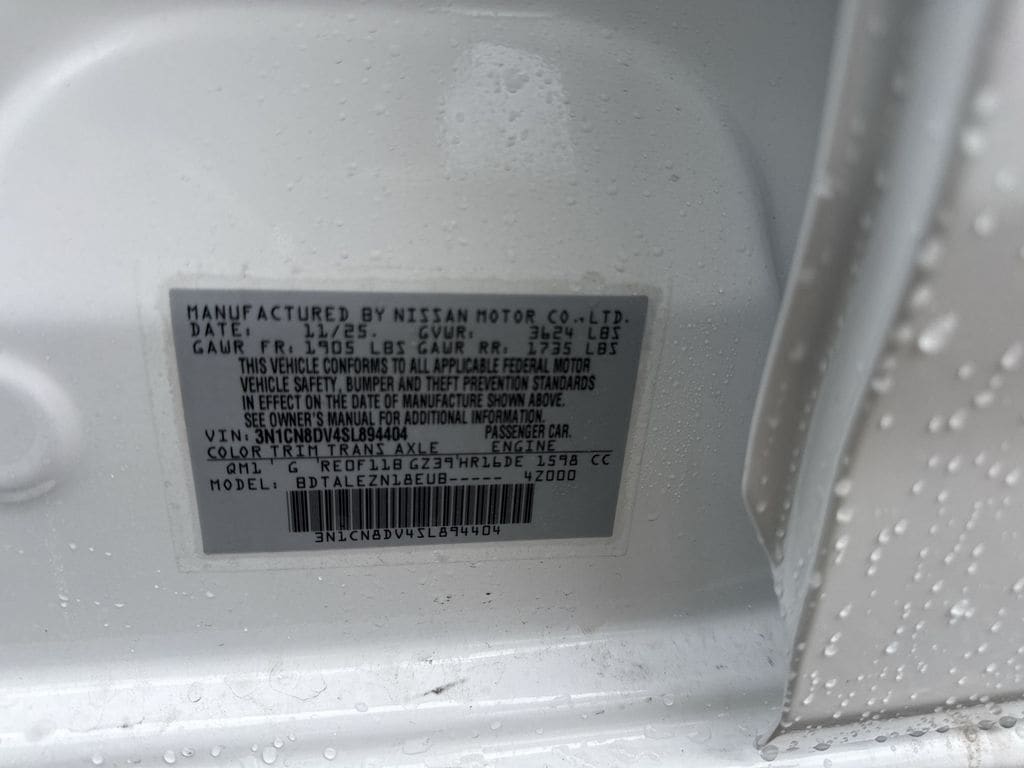 MANUFACTURED BY NISSAN MOTOR CO.,LTD.
DATE: 11/25. GVWR: 3624 LBS
GAWR FR: 1905 LBS GAWR RR: 1735 LBS
THIS VEHICLE CONFORMS TO ALL APPLICABLE FEDERAL MOTOR
VEHICLE SAFETY, BUMPER AND THEFT PREVENTION STANDARDS
IN EFFECT ON THE DATE OF MANUFACTURE SHOWN ABOVE.
SEE OWNER'S MANUAL FOR ADDITIONAL INFORMATION.
VIN: 3N1CN8DV4SL894404 PASSENGER CAR.
COLOR TRIM TRANS AXLE ENGINE
QM1 G RE0F11B GZ39 HR16DE 1598 CC
MODEL: BDTALEZN18EUB----- 4Z000
3N1CN8DV4SL894404